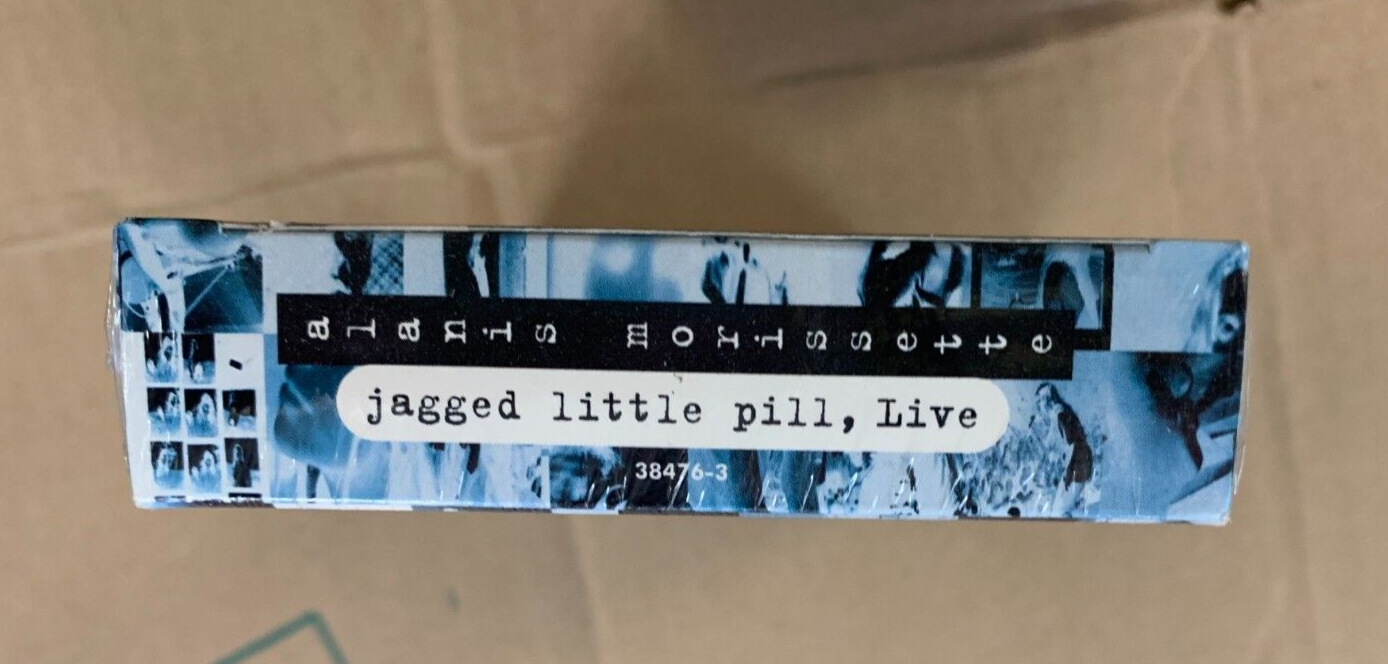 alanis morissette
jagged little pill, Live
38476-3